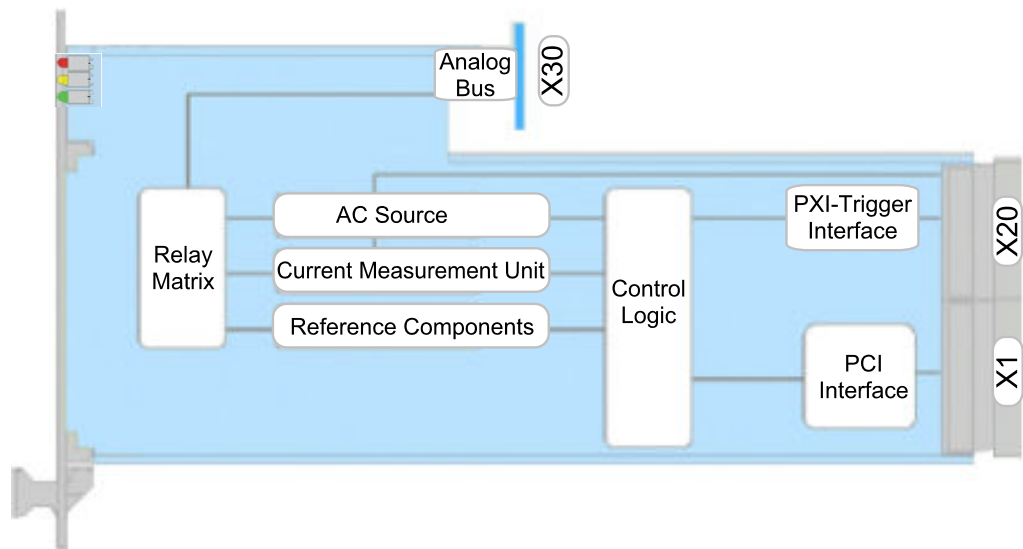 Analog
Bus
X30
AC Source
PXI-Trigger
Interface
X20
Relay
Matrix
Current Measurement Unit
Control
Logic
Reference Components
PCI
Interface
X1